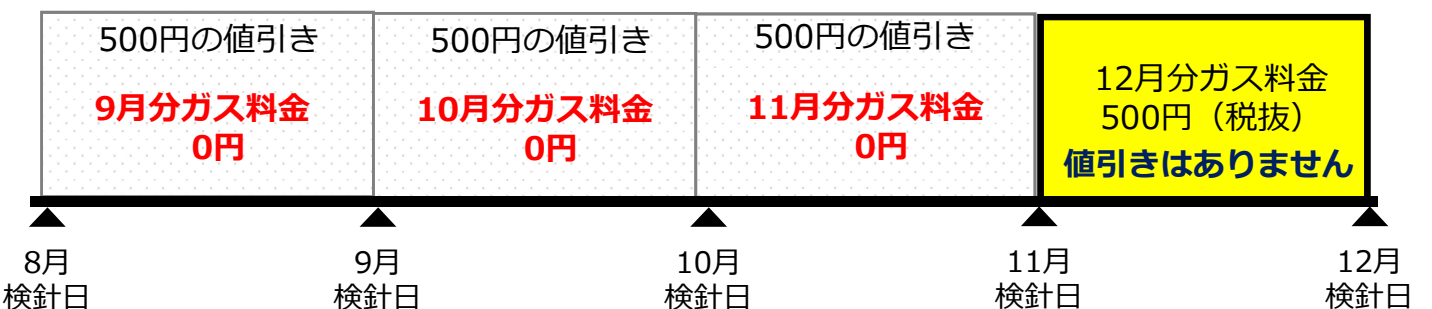 500円の値引き
9月分ガス料金
0円
500円の値引き
10月分ガス料金
0円
500円の値引き
11月分ガス料金
0円
12月分ガス料金
500円（税抜）
値引きはありません
8月
検針日
9月
検針日
10月
検針日
11月
検針日
12月
検針日